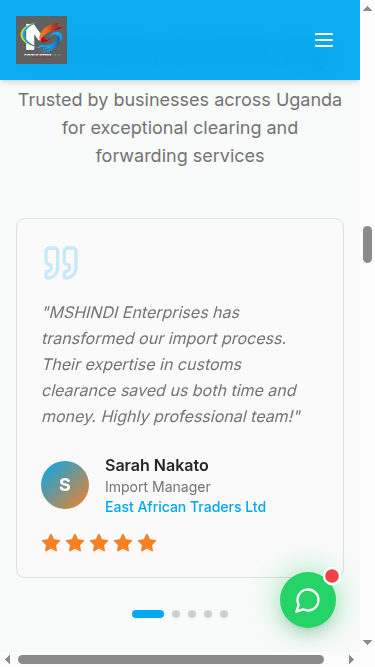 Trusted by businesses across Uganda
for exceptional clearing and
forwarding services
"MSHINDI Enterprises has
transformed our import process.
Their expertise in customs
clearance saved us both time and
money. Highly professional team!"
S
Sarah Nakato
Import Manager
East African Traders Ltd